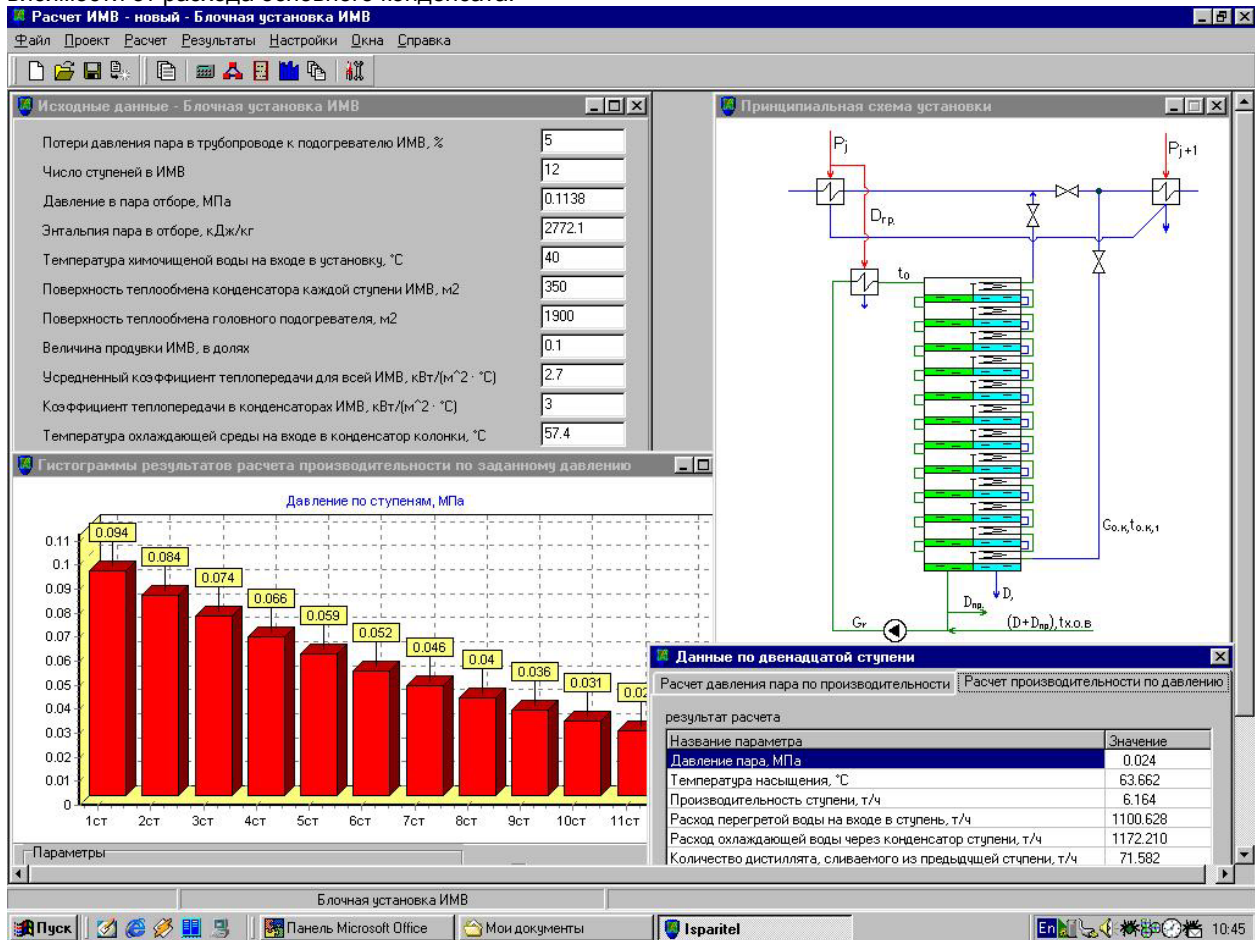 висимости от расхода основного конденсата.
Расчет ИМВ - новый - Блочная установка ИМВ
Файл Проект Расчет Результаты Настройки Окна Справка
Исходные данные - Блочная установка ИМВ
Потери давления пара в трубопроводе к подогревателю ИМВ, % 5
Число ступеней в ИМВ 12
Давление в пара отборе, МПа 0.1138
Энтальпия пара в отборе, кДж/кг 2772.1
Температура химочищеной воды на входе в установку, °С 40
Поверхность теплообмена конденсатора каждой ступени ИМВ, м2 350
Поверхность теплообмена головного подогревателя, м2 1900
Величина продувки ИМВ, в долях 0.1
Усредненный коэффициент теплопередачи для всей ИМВ, кВт/(м^2 · °С) 2.7
Коэффициент теплопередачи в конденсаторах ИМВ, кВт/(м^2 · °С) 3
Температура охлаждающей среды на входе в конденсатор колонки, °С 57.4
Принципиальная схема установки
Pj
Pj+1
Dгр.
to
Gо.к,tо.к,1
D,
Dпр.
Gг
(D+Dпр),tх.о.в
Гистограммы результатов расчета производительности по заданному давлению
Давление по ступеням, МПа
0.11
0.1
0.09
0.08
0.07
0.06
0.05
0.04
0.03
0.02
0.01
0
0.094
0.084
0.074
0.066
0.059
0.052
0.046
0.04
0.036
0.031
1ст 2ст 3ст 4ст 5ст 6ст 7ст 8ст 9ст 10ст 11ст
Параметры
Данные по двенадцатой ступени
Расчет давления пара по производительности Расчет производительности по давлению
результат расчета
Название параметра Значение
Давление пара, МПа 0.024
Температура насыщения, °С 63.662
Производительность ступени, т/ч 6.164
Расход перегретой воды на входе в ступень, т/ч 1100.628
Расход охлаждающей воды через конденсатор ступени, т/ч 1172.210
Количество дистиллята, сливаемого из предыдущей ступени, т/ч 71.582
Блочная установка ИМВ
Пуск Панель Microsoft Office Мои документы Isparitel En 10:45